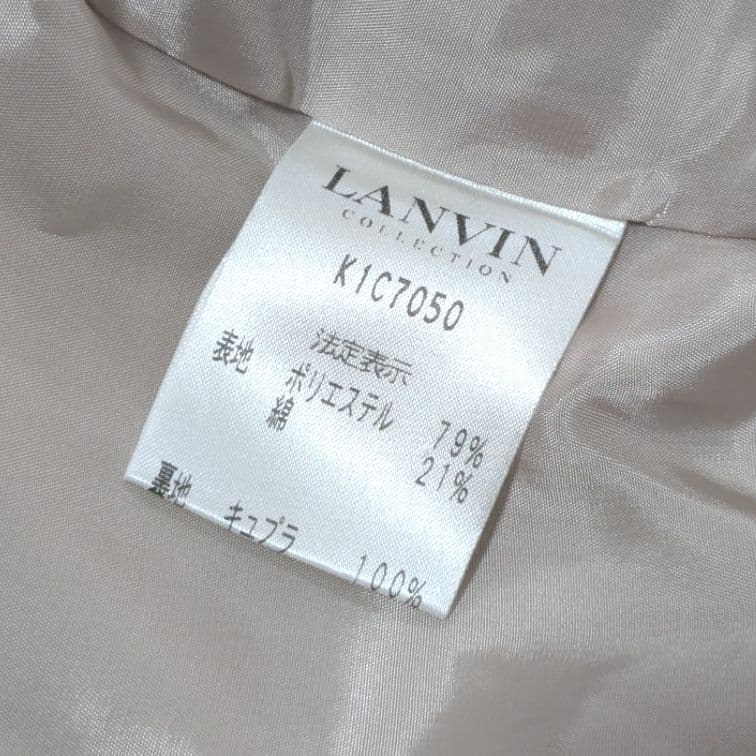 LANVIN
COLLECTION
K1C7050
法定表示
表地 ポリエステル 79%
綿 21%
裏地 キュプラ 100%